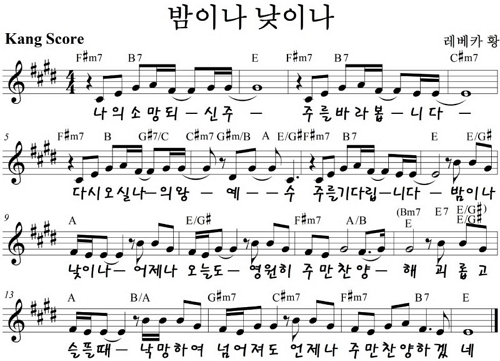 밤이나 낮이나
Kang Score
레베카 황
F#m7 B7 E F#m7 B7 C#m7
나의소망되-신주- 주를바라봅니다-
5 F#m7 B7 G#7/C C#m7 G#m/B A E/G# F#m7 B7 E E/G#
다시오실나-의왕-예-수 주를기다립니다-밤이나
9 A E/G# F#m7 A/B E (Bm7 E7 E/G#) E/G#
낮이나-어제나 오늘도-영원히 주만찬양-해 괴롭고
13 A B/A G#m7 C#m7 F#m7 B7 E
슬플때-낙망하여 넘어져도 언제나 주만찬양하겠네